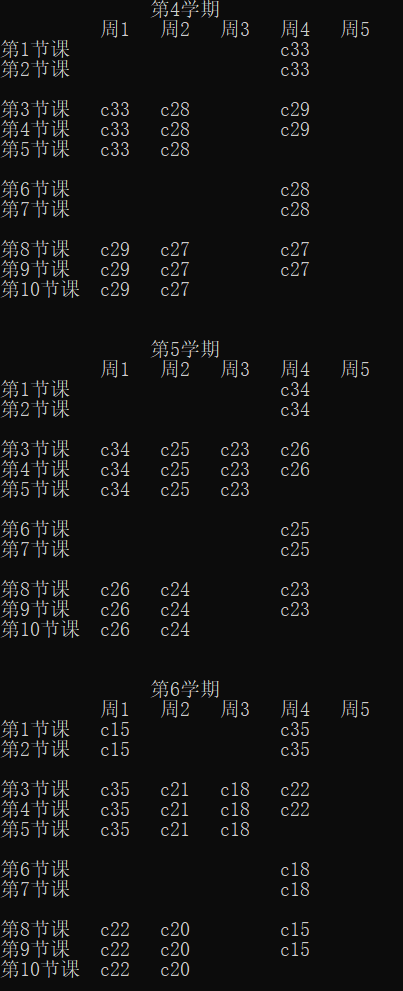 第4学期
周1 周2 周3 周4 周5
第1节课 c33
第2节课 c33
第3节课 c33 c28 c29
第4节课 c33 c28 c29
第5节课 c33 c28
第6节课 c28
第7节课 c28
第8节课 c29 c27 c27
第9节课 c29 c27 c27
第10节课 c29 c27
第5学期
周1 周2 周3 周4 周5
第1节课 c34
第2节课 c34
第3节课 c34 c25 c23 c26
第4节课 c34 c25 c23 c26
第5节课 c34 c25 c23
第6节课 c25
第7节课 c25
第8节课 c26 c24 c23
第9节课 c26 c24 c23
第10节课 c26 c24
第6学期
周1 周2 周3 周4 周5
第1节课 c15 c35
第2节课 c15 c35
第3节课 c35 c21 c18 c22
第4节课 c35 c21 c18 c22
第5节课 c35 c21 c18
第6节课 c18
第7节课 c18
第8节课 c22 c20 c15
第9节课 c22 c20 c15
第10节课 c22 c20